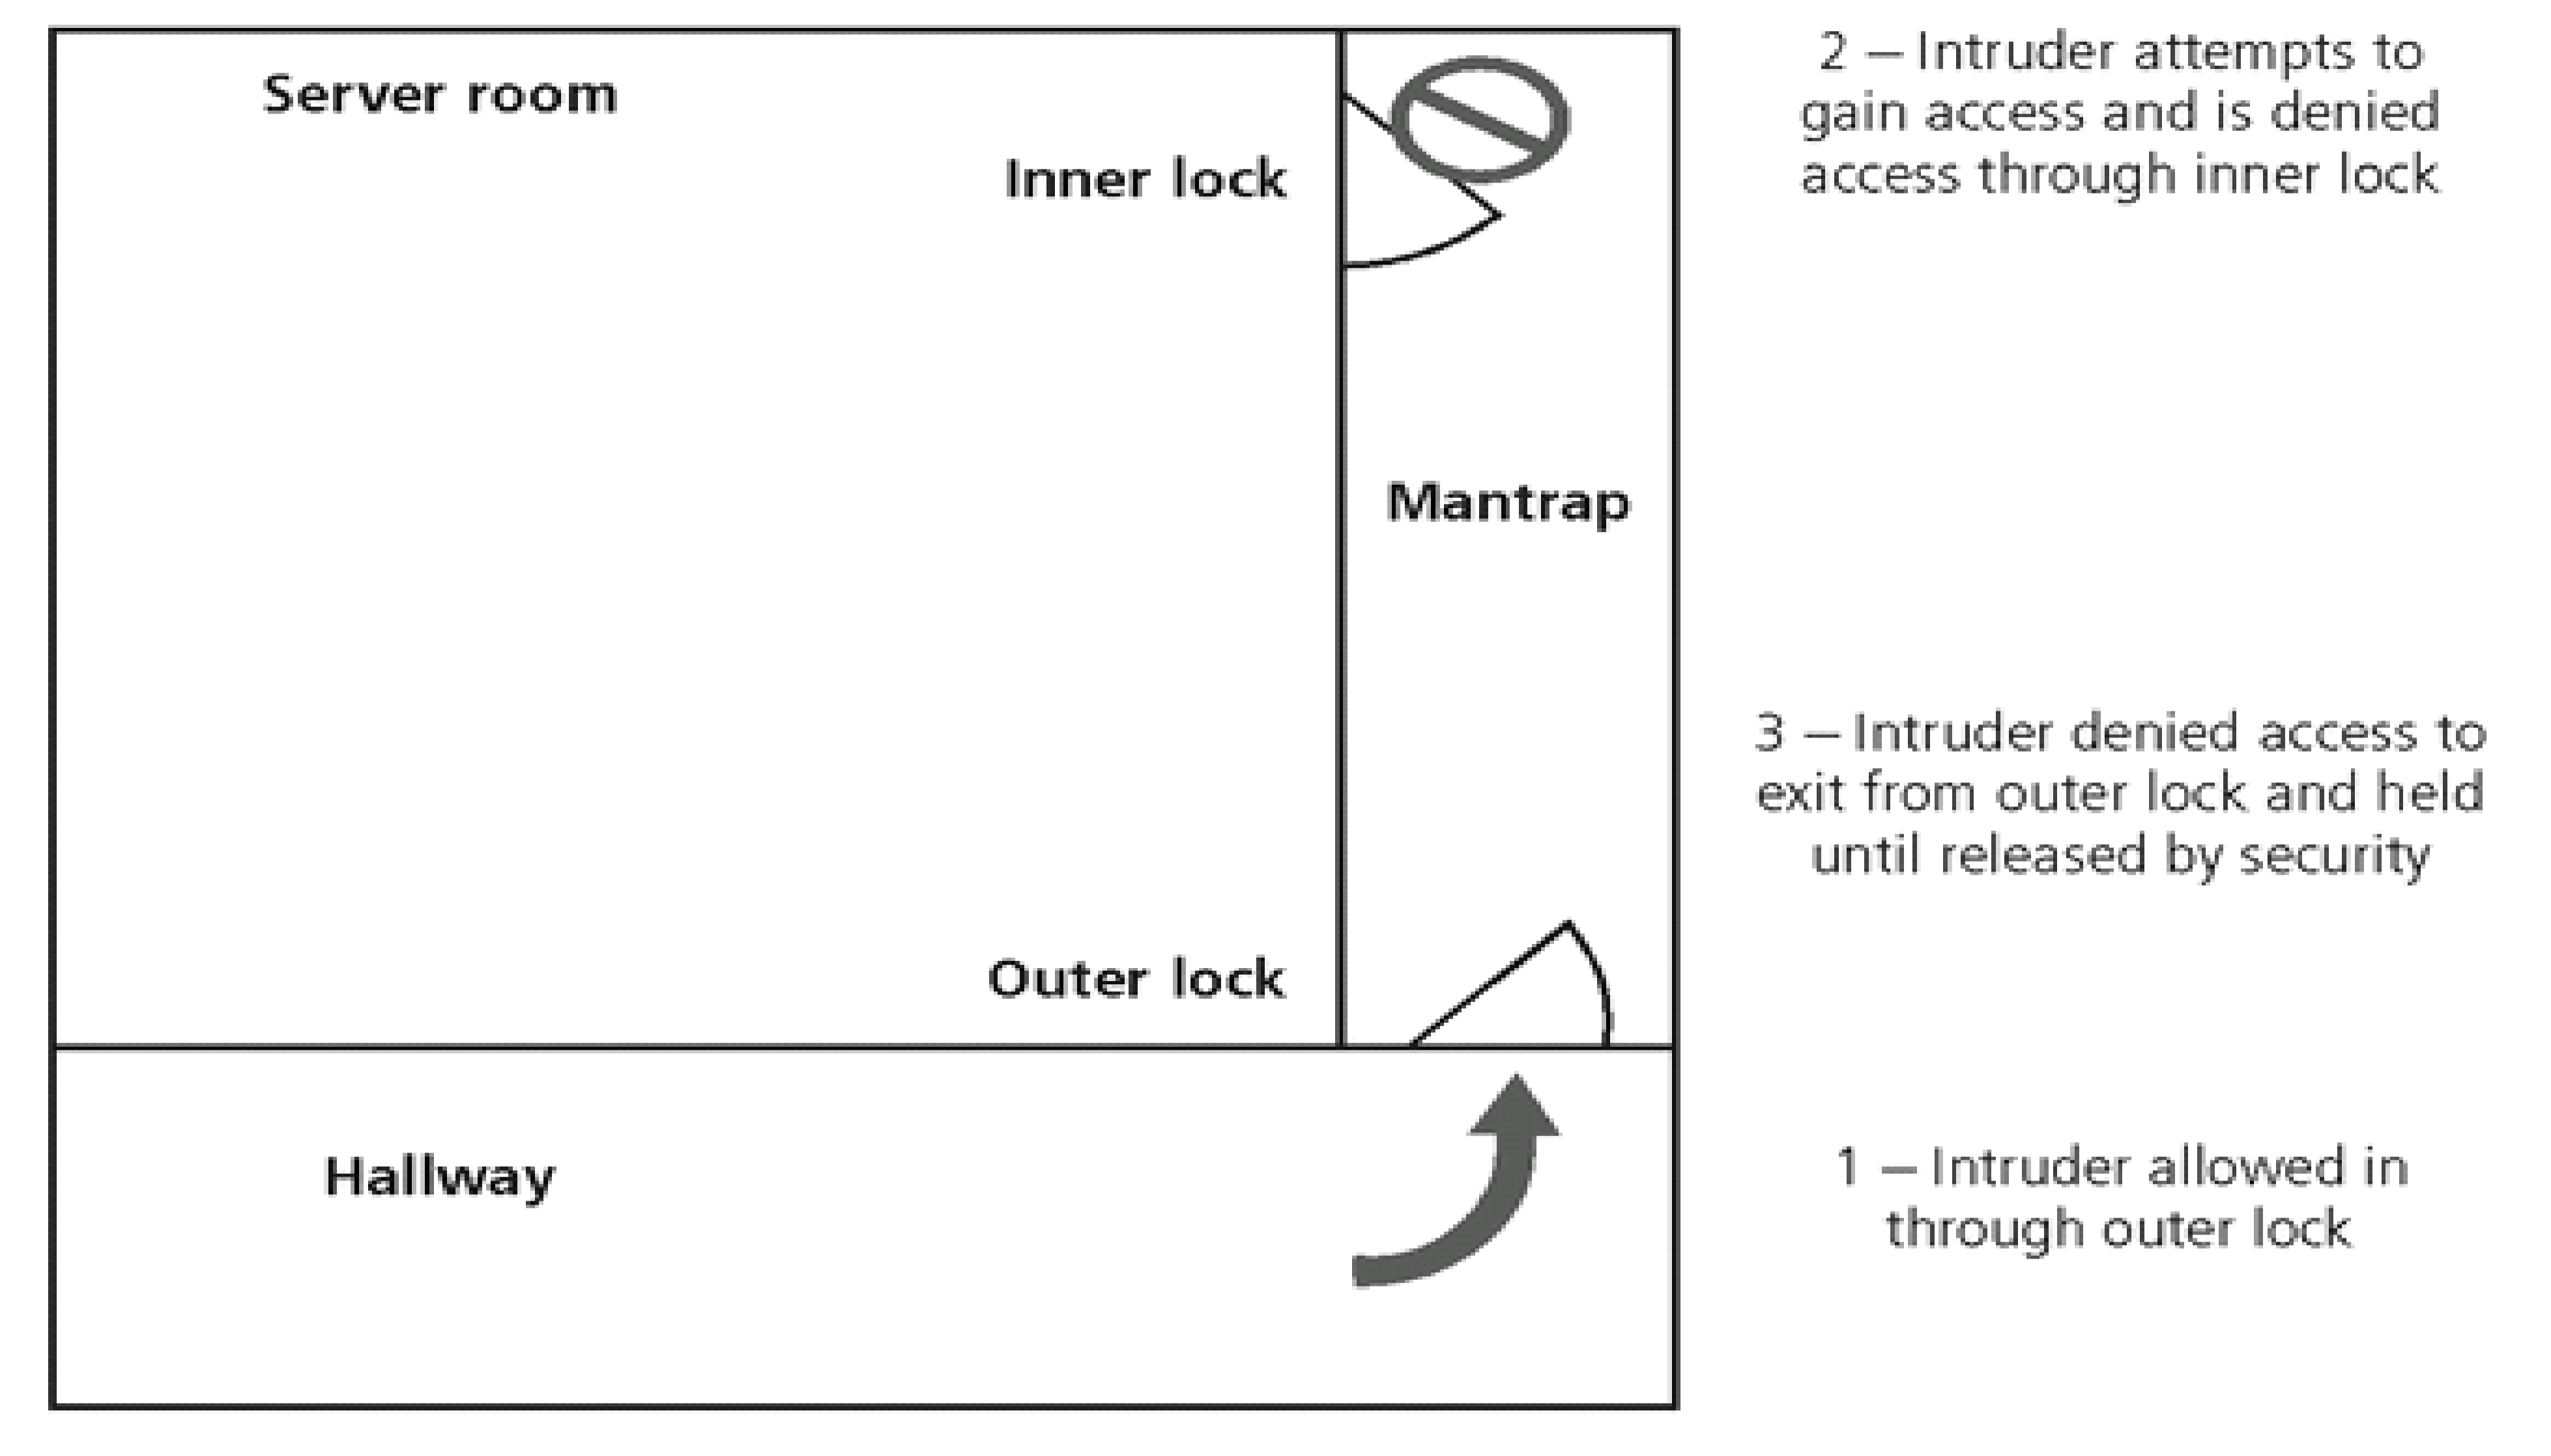 Server room
Inner lock
Mantrap
Outer lock
Hallway
2 — Intruder attempts to
gain access and is denied
access through inner lock
3 — Intruder denied access to
exit from outer lock and held
until released by security
1 — Intruder allowed in
through outer lock